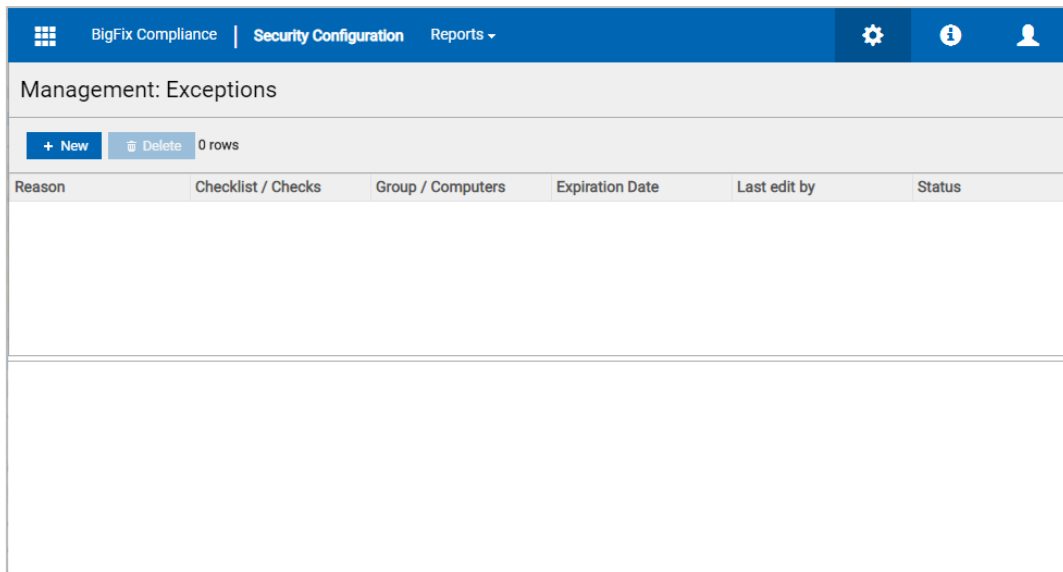 BigFix Compliance | Security Configuration Reports
Management: Exceptions
+ New Delete 0 rows
Reason Checklist / Checks Group / Computers Expiration Date Last edit by Status